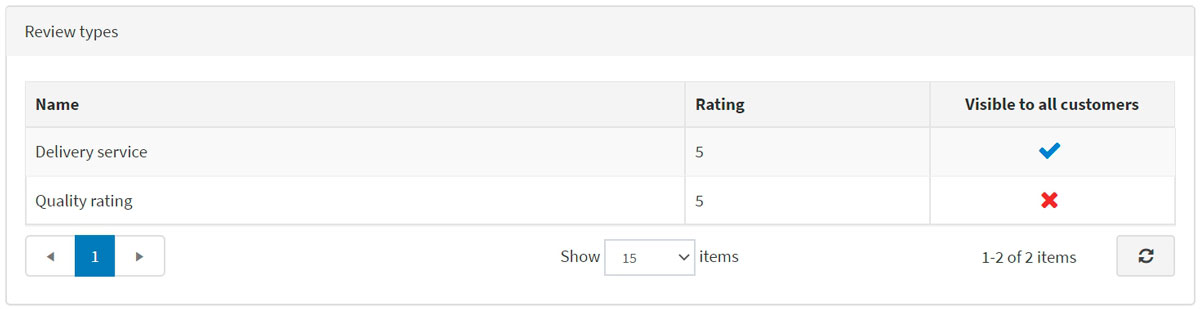 Review types
Name Rating Visible to all customers
Delivery service 5
Quality rating 5
1 Show 15 items 1-2 of 2 items